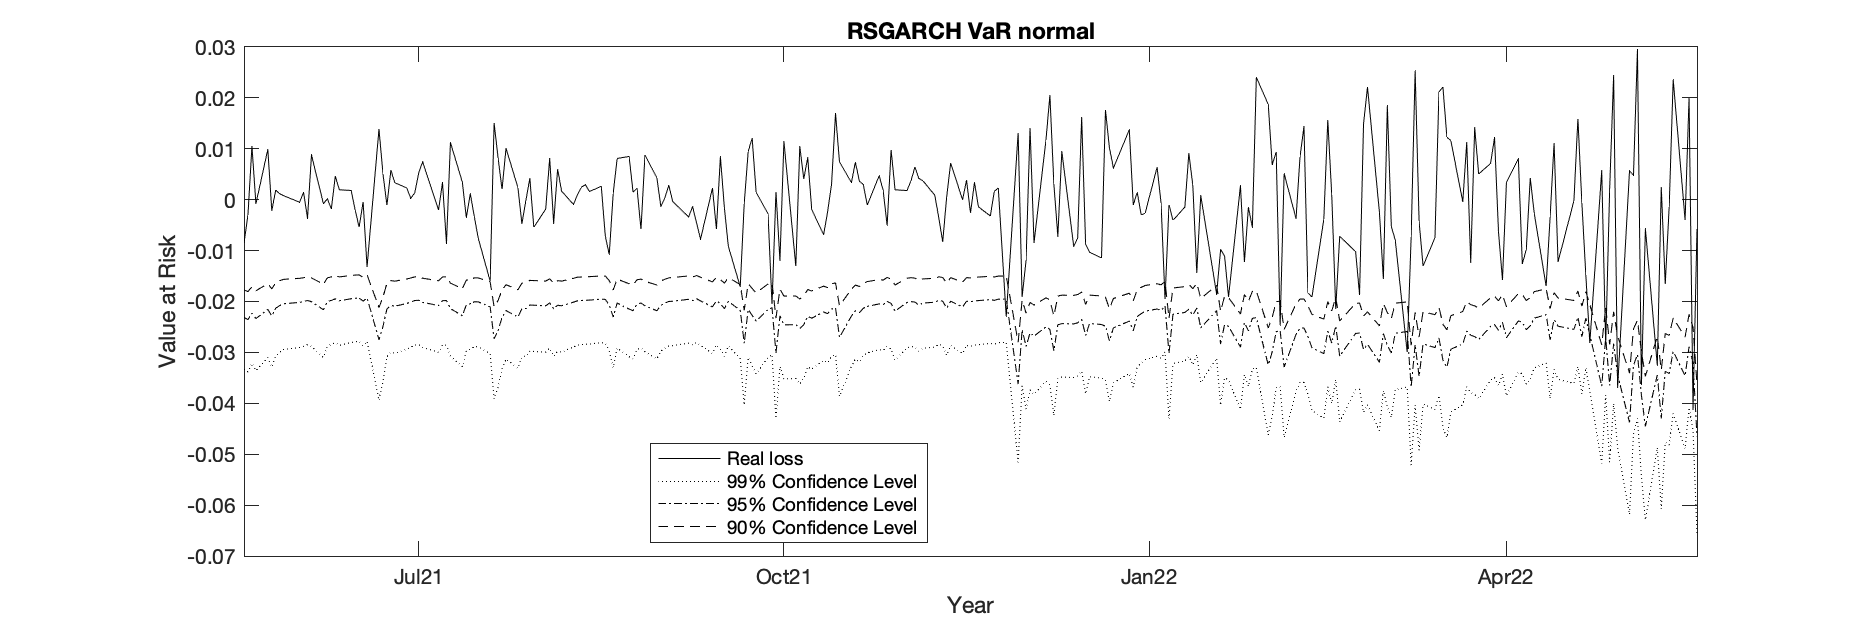 RSGARCH VaR normal
0.03
0.02
0.01
0
-0.01
-0.02
-0.03
-0.04
-0.05
-0.06
-0.07
Value at Risk
Real loss
99% Confidence Level
95% Confidence Level
90% Confidence Level
Jul21 Oct21 Jan22 Apr22
Year